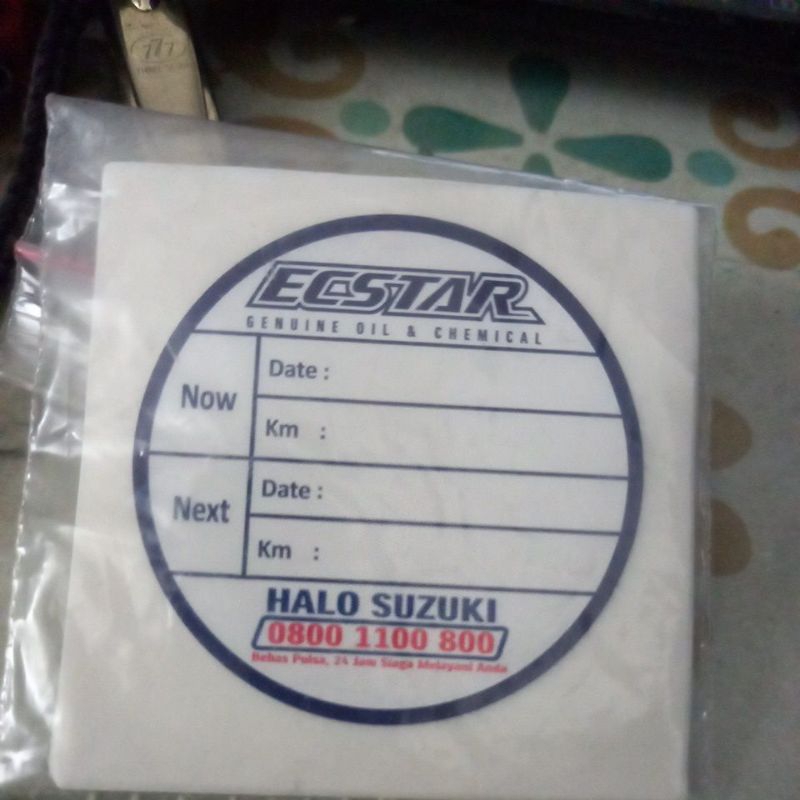 777
ECSTAR
GENUINE OIL & CHEMICAL
Now
Date :
Km :
Next
Date :
Km :
HALO SUZUKI
0800 1100 800
Bebas Pulsa, 24 Jam Siaga Melayani Anda